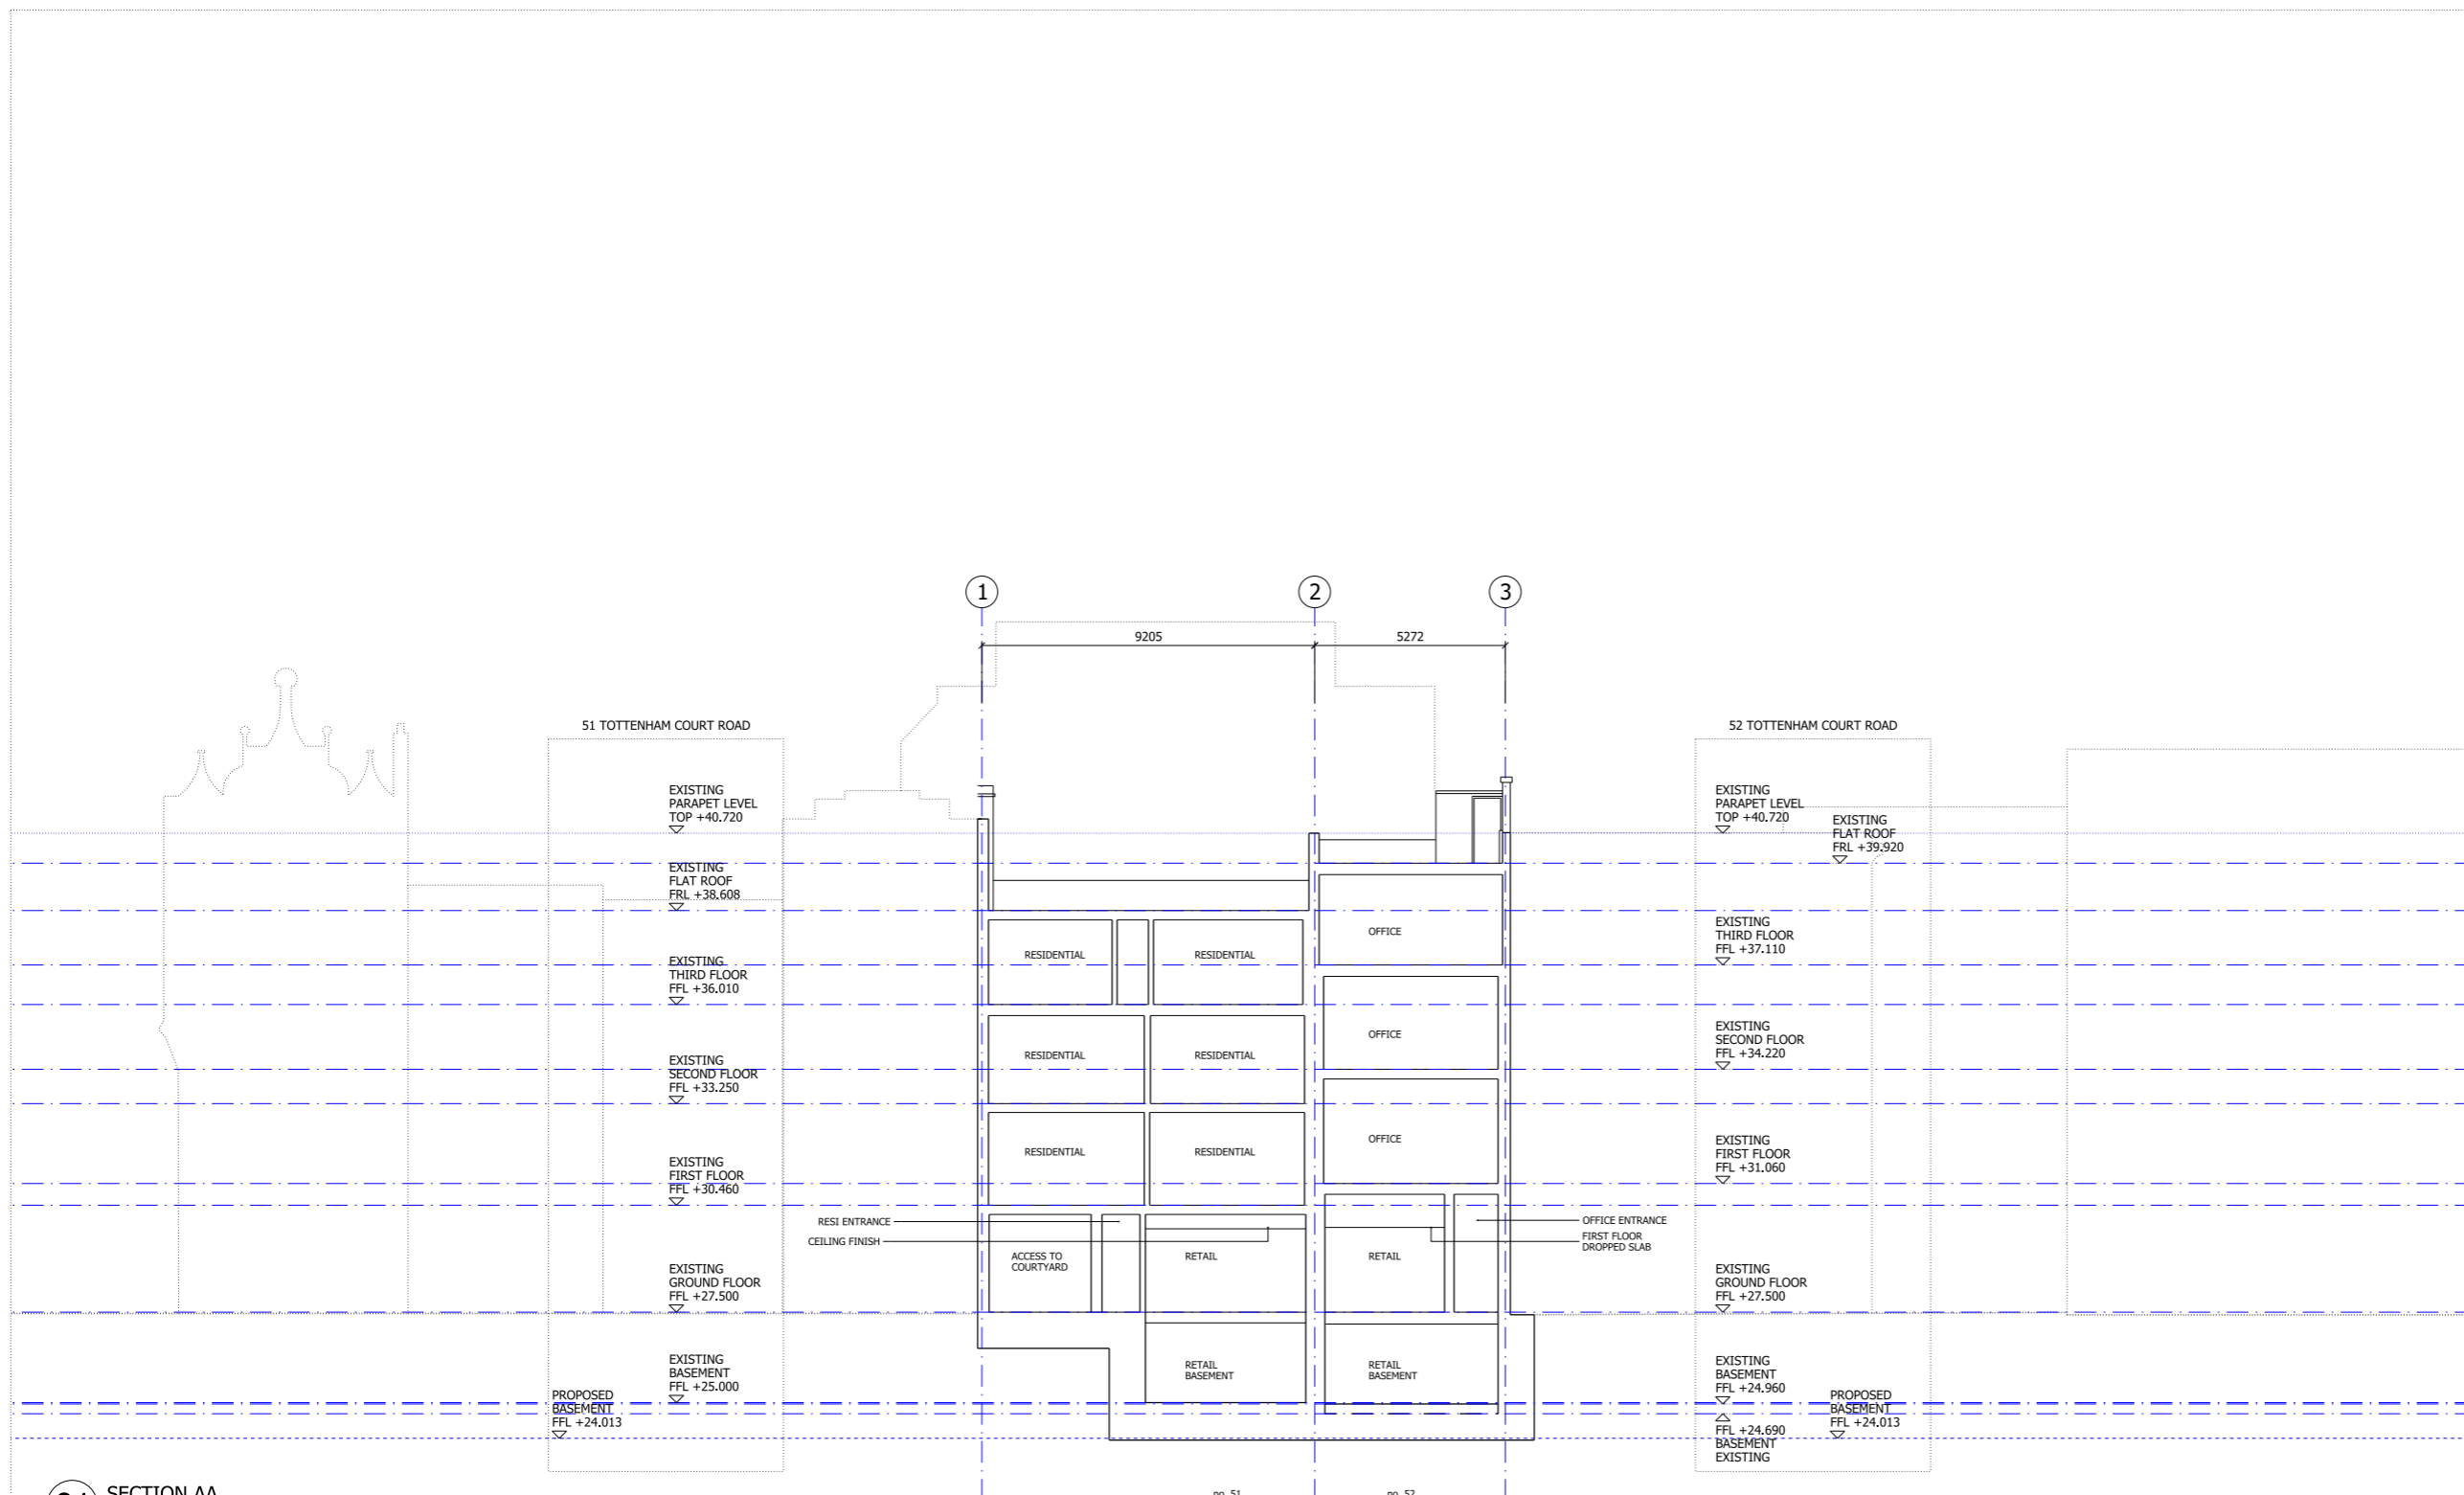 1
2
3
9205
5272
51 TOTTENHAM COURT ROAD
EXISTING
PARAPET LEVEL
TOP +40.720
EXISTING
FLAT ROOF
FRL +38.608
EXISTING
THIRD FLOOR
FFL +36.010
EXISTING
SECOND FLOOR
FFL +33.250
EXISTING
FIRST FLOOR
FFL +30.460
EXISTING
GROUND FLOOR
FFL +27.500
EXISTING
BASEMENT
FFL +25.000
PROPOSED
BASEMENT
FFL +24.013
RESIDENTIAL
RESIDENTIAL
OFFICE
RESIDENTIAL
RESIDENTIAL
OFFICE
RESIDENTIAL
RESIDENTIAL
OFFICE
RESI ENTRANCE
CEILING FINISH
ACCESS TO
COURTYARD
RETAIL
RETAIL
OFFICE ENTRANCE
FIRST FLOOR
DROPPED SLAB
RETAIL
BASEMENT
RETAIL
BASEMENT
52 TOTTENHAM COURT ROAD
EXISTING
PARAPET LEVEL
TOP +40.720
EXISTING
FLAT ROOF
FRL +39.920
EXISTING
THIRD FLOOR
FFL +37.110
EXISTING
SECOND FLOOR
FFL +34.220
EXISTING
FIRST FLOOR
FFL +31.060
EXISTING
GROUND FLOOR
FFL +27.500
EXISTING
BASEMENT
FFL +24.960
PROPOSED
BASEMENT
FFL +24.013
FFL +24.690
BASEMENT
EXISTING
SECTION AA
no. 51
no. 52